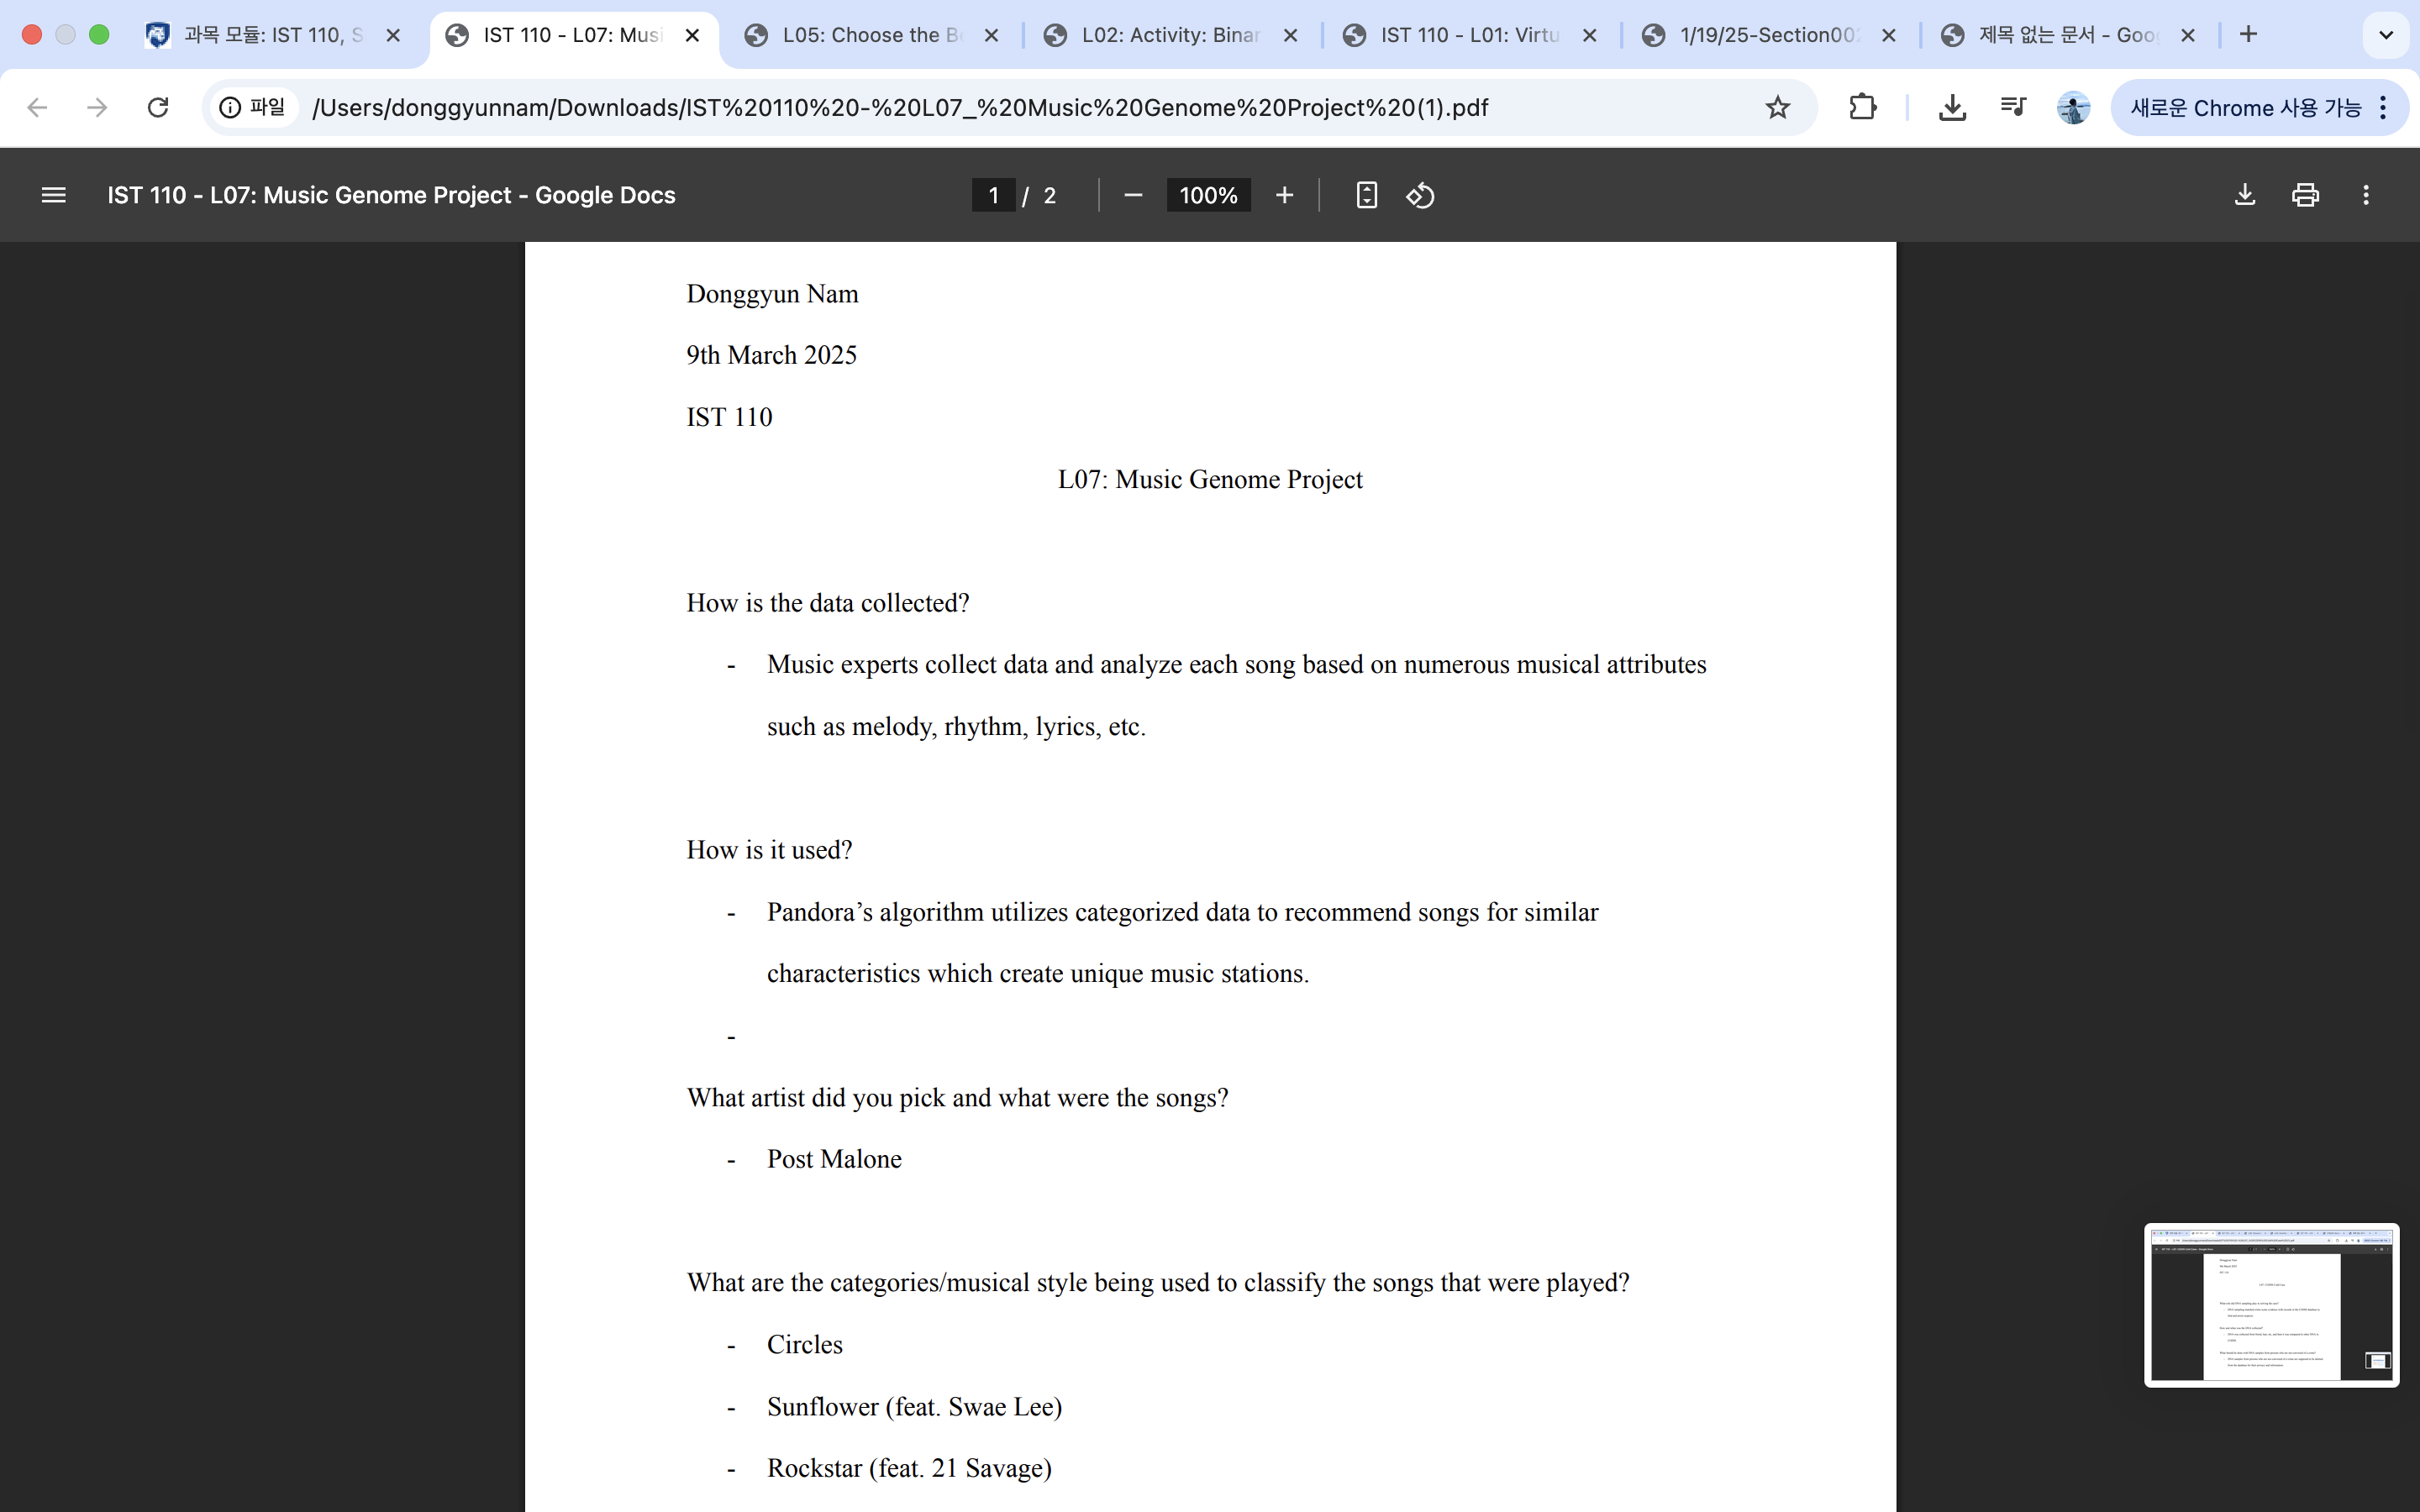 과목 모듈: IST 110, S
IST 110 - L07: Musi
L05: Choose the B
L02: Activity: Binar
IST 110 - L01: Virtu
1/19/25-Section002
제목 없는 문서 - Goo
파일
/Users/donggyunnam/Downloads/IST%20110%20-%20L07_%20Music%20Genome%20Project%20(1).pdf
새로운 Chrome 사용 가능
IST 110 - L07: Music Genome Project - Google Docs
1 / 2
100%
Donggyun Nam
9th March 2025
IST 110
L07: Music Genome Project
How is the data collected?
- Music experts collect data and analyze each song based on numerous musical attributes
such as melody, rhythm, lyrics, etc.
How is it used?
- Pandora’s algorithm utilizes categorized data to recommend songs for similar
characteristics which create unique music stations.
-
What artist did you pick and what were the songs?
- Post Malone
What are the categories/musical style being used to classify the songs that were played?
- Circles
- Sunflower (feat. Swae Lee)
- Rockstar (feat. 21 Savage)